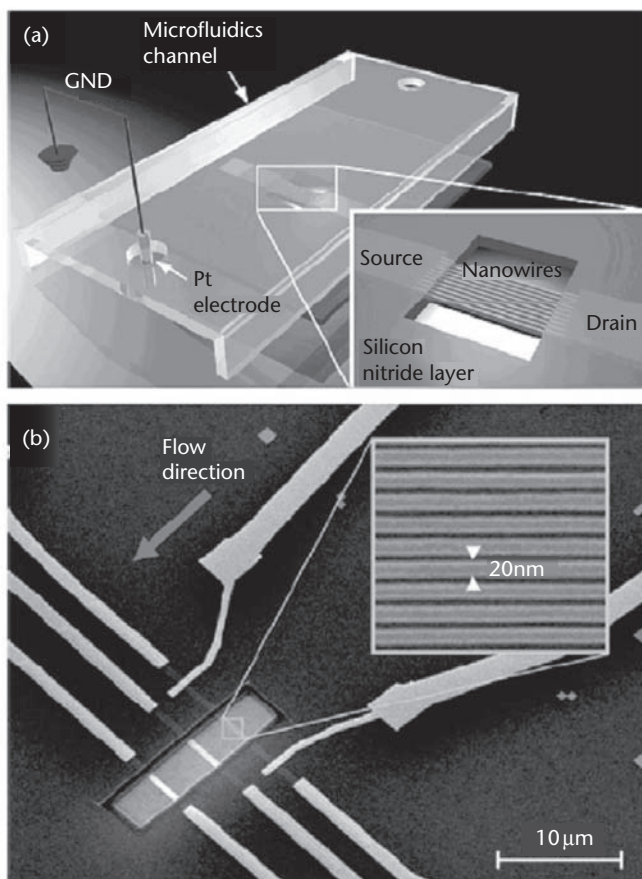 (a)
Microfluidics
channel
GND
Pt
electrode
Source
Nanowires
Drain
Silicon
nitride layer
(b)
Flow
direction
20nm
10 μm